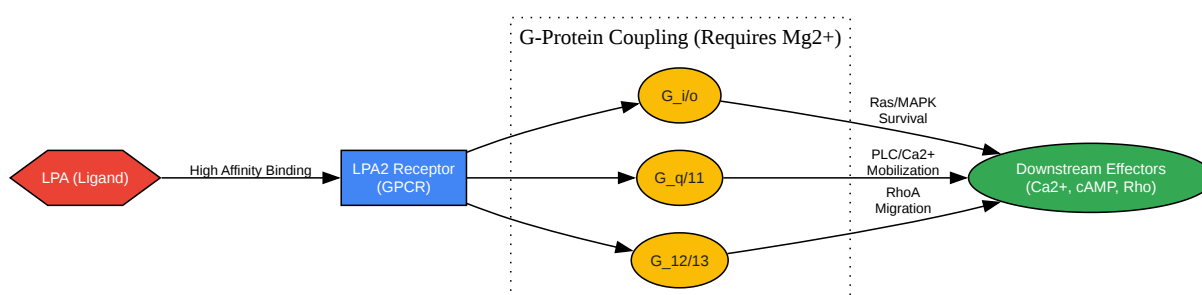 G-Protein Coupling (Requires Mg2+)
LPA (Ligand)
High Affinity Binding
LPA2 Receptor
(GPCR)
G_i/o
G_q/11
G_12/13
Ras/MAPK
Survival
PLC/Ca2+
Mobilization
RhoA
Migration
Downstream Effectors
(Ca2+, cAMP, Rho)